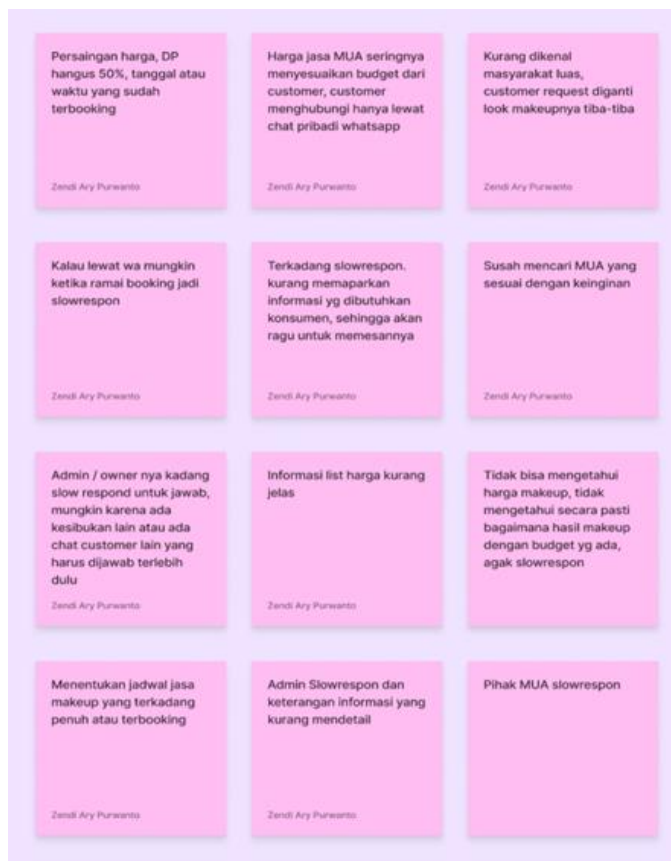 Persaingan harga, DP
hangus 50%, tanggal atau
waktu yang sudah
terbooking
Zendi Ary Purwanto
Harga jasa MUA seringnya
menyesuaikan budget dari
customer, customer
menghubungi hanya lewat
chat pribadi whatsapp
Zendi Ary Purwanto
Kurang dikenal
masyarakat luas,
customer request diganti
look makeupnya tiba-tiba
Zendi Ary Purwanto
Kalau lewat wa mungkin
ketika ramai booking jadi
slowrespon
Zendi Ary Purwanto
Terkadang slowrespon.
kurang memaparkan
informasi yg dibutuhkan
konsumen, sehingga akan
ragu untuk memesannya
Zendi Ary Purwanto
Susah mencari MUA yang
sesuai dengan keinginan
Zendi Ary Purwanto
Admin / owner nya kadang
slow respond untuk jawab,
mungkin karena ada
kesibukan lain atau ada
chat customer lain yang
harus dijawab terlebih
dulu
Zendi Ary Purwanto
Informasi list harga kurang
jelas
Zendi Ary Purwanto
Tidak bisa mengetahui
harga makeup, tidak
mengetahui secara pasti
bagaimana hasil makeup
dengan budget yg ada,
agak slowrespon
Menentukan jadwal jasa
makeup yang terkadang
penuh atau terbooking
Zendi Ary Purwanto
Admin Slowrespon dan
keterangan informasi yang
kurang mendetail
Zendi Ary Purwanto
Pihak MUA slowrespon